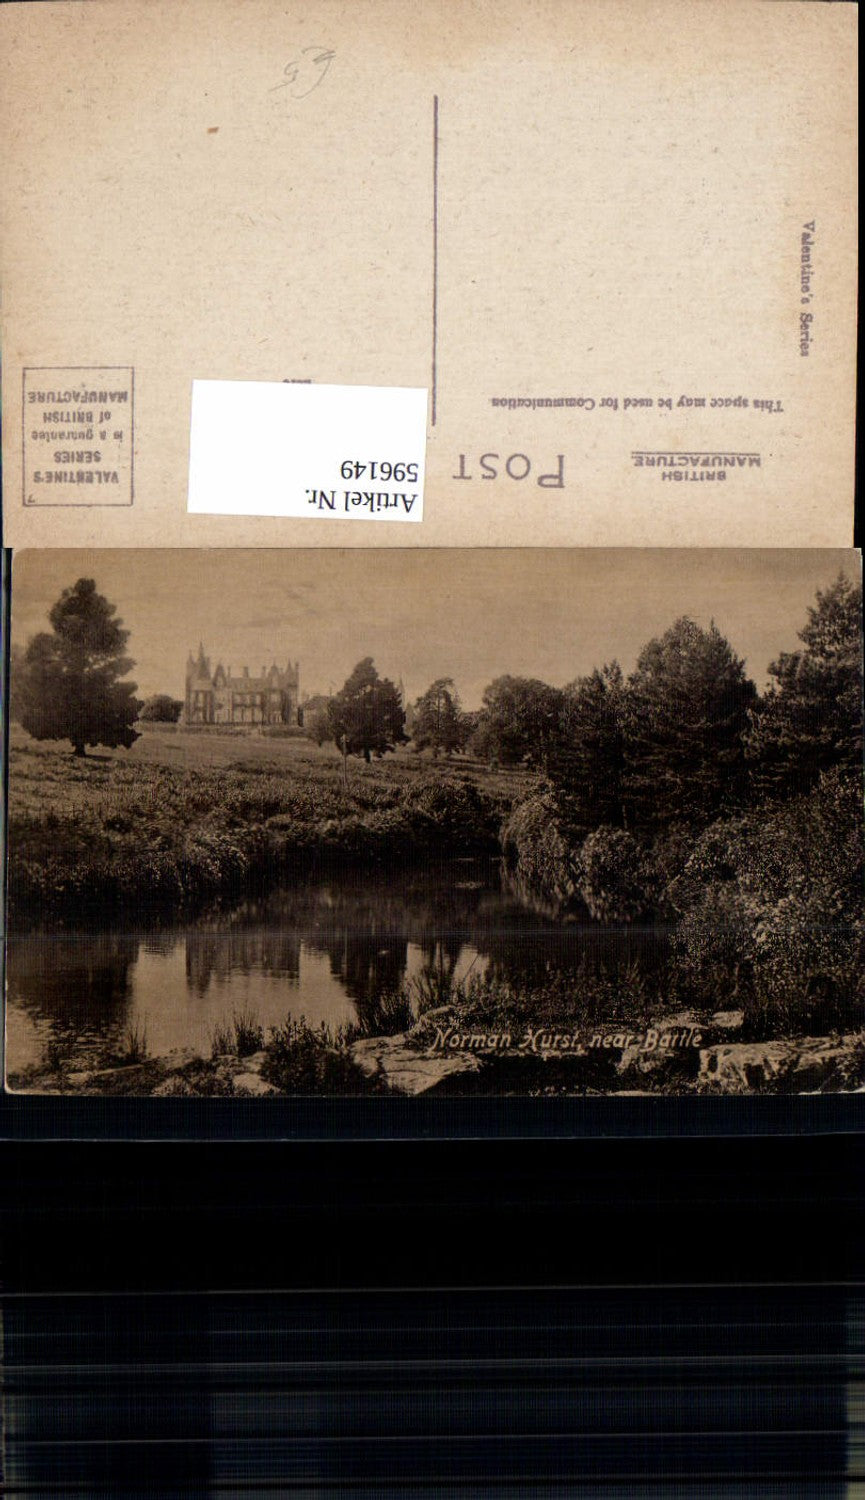 Valentine's Series
BRITISH
MANUFACTURE
POST
This space may be used for Communication
Artikel Nr.
596149
VALENTINE'S
SERIES
is a guarantee
of BRITISH
MANUFACTURE
Norman Hurst, near Battle